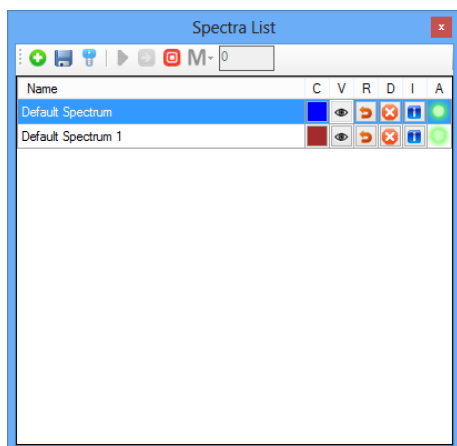 Spectra List
x
M 0
Name C V R D I A
Default Spectrum
Default Spectrum 1